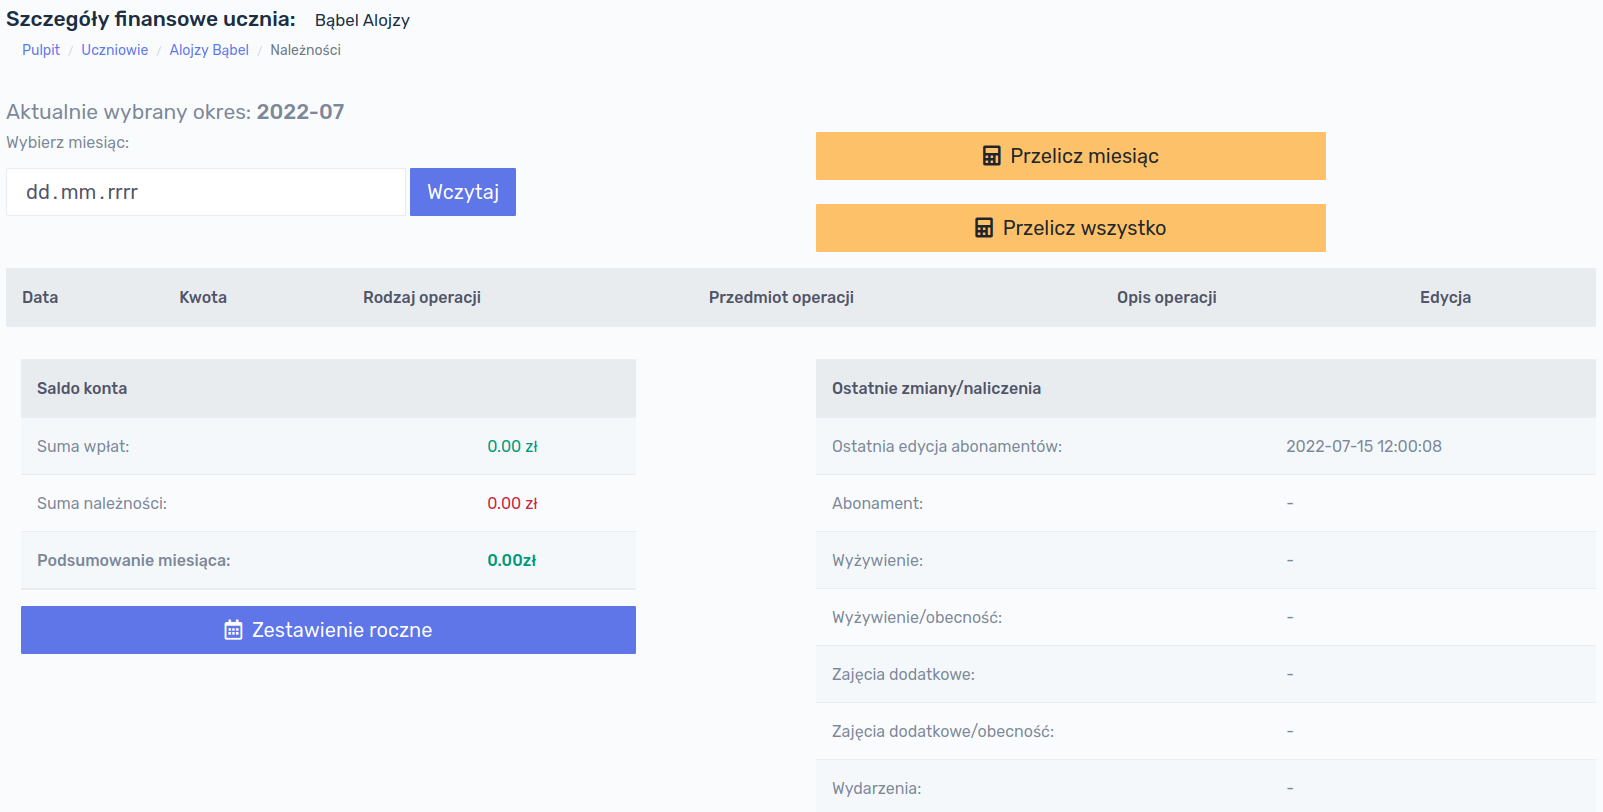 Szczegóły finansowe ucznia: Bąbel Alojzy
Pulpit / Uczniowie / Alojzy Bąbel / Należności
Aktualnie wybrany okres: 2022-07
Wybierz miesiąc:
dd.mm.rrrr Wczytaj
Przelicz miesiąc
Przelicz wszystko
Data Kwota Rodzaj operacji Przedmiot operacji Opis operacji Edycja
Saldo konta
Suma wpłat: 0.00 zł
Suma należności: 0.00 zł
Podsumowanie miesiąca: 0.00zł
Zestawienie roczne
Ostatnie zmiany/naliczenia
Ostatnia edycja abonamentów: 2022-07-15 12:00:08
Abonament: -
Wyżywienie: -
Wyżywienie/obecność: -
Zajęcia dodatkowe: -
Zajęcia dodatkowe/obecność: -
Wydarzenia: -